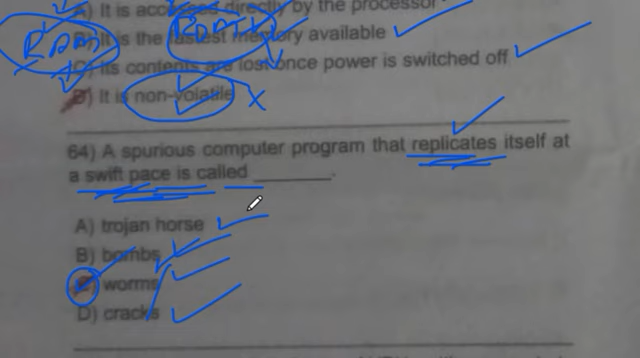 A) It is accessed directly by the processor
B) It is the fastest memory available
RAM
C) Its contents are lost once power is switched off
D) It is non-volatile X
64) A spurious computer program that replicates itself at
a swift pace is called ________.
A) trojan horse
B) bombs
C) worms
D) cracks